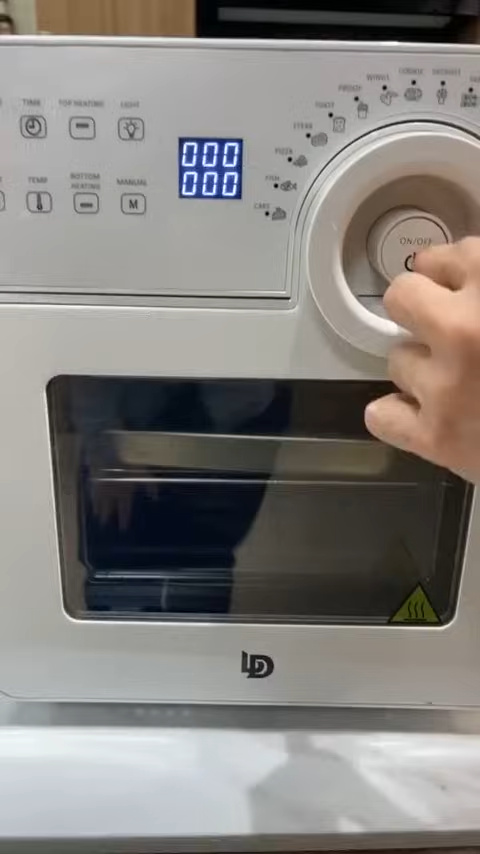 TIME
TOP HEATING
LIGHT
TEMP
BOTTOM
HEATING
MANUAL
M
000
000
CAKE
FISH
PIZZA
STEAK
TOAST
WINGS
COOKIE
ON/OFF
LD